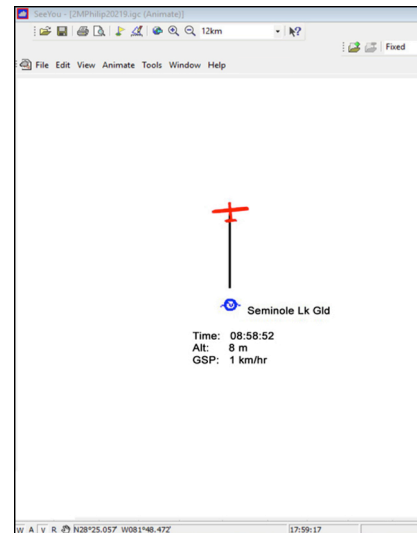 SeeYou - [2MPhilip20219.igc (Animate)]
12km
Fixed
File Edit View Animate Tools Window Help
Seminole Lk Gld
Time: 08:58:52
Alt: 8 m
GSP: 1 km/hr
W A V R N28°25.057' W081°48.472' 17:59:17